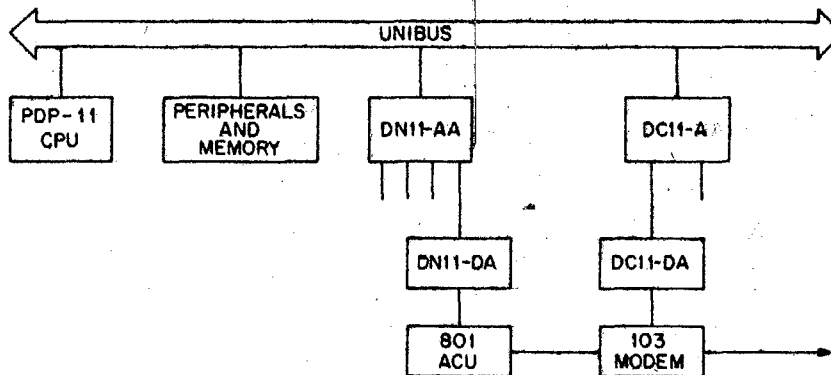 UNIBUS
PDP-11
CPU
PERIPHERALS
AND
MEMORY
DN11-AA
DC11-A
DN11-DA
DC11-DA
801
ACU
103
MODEM